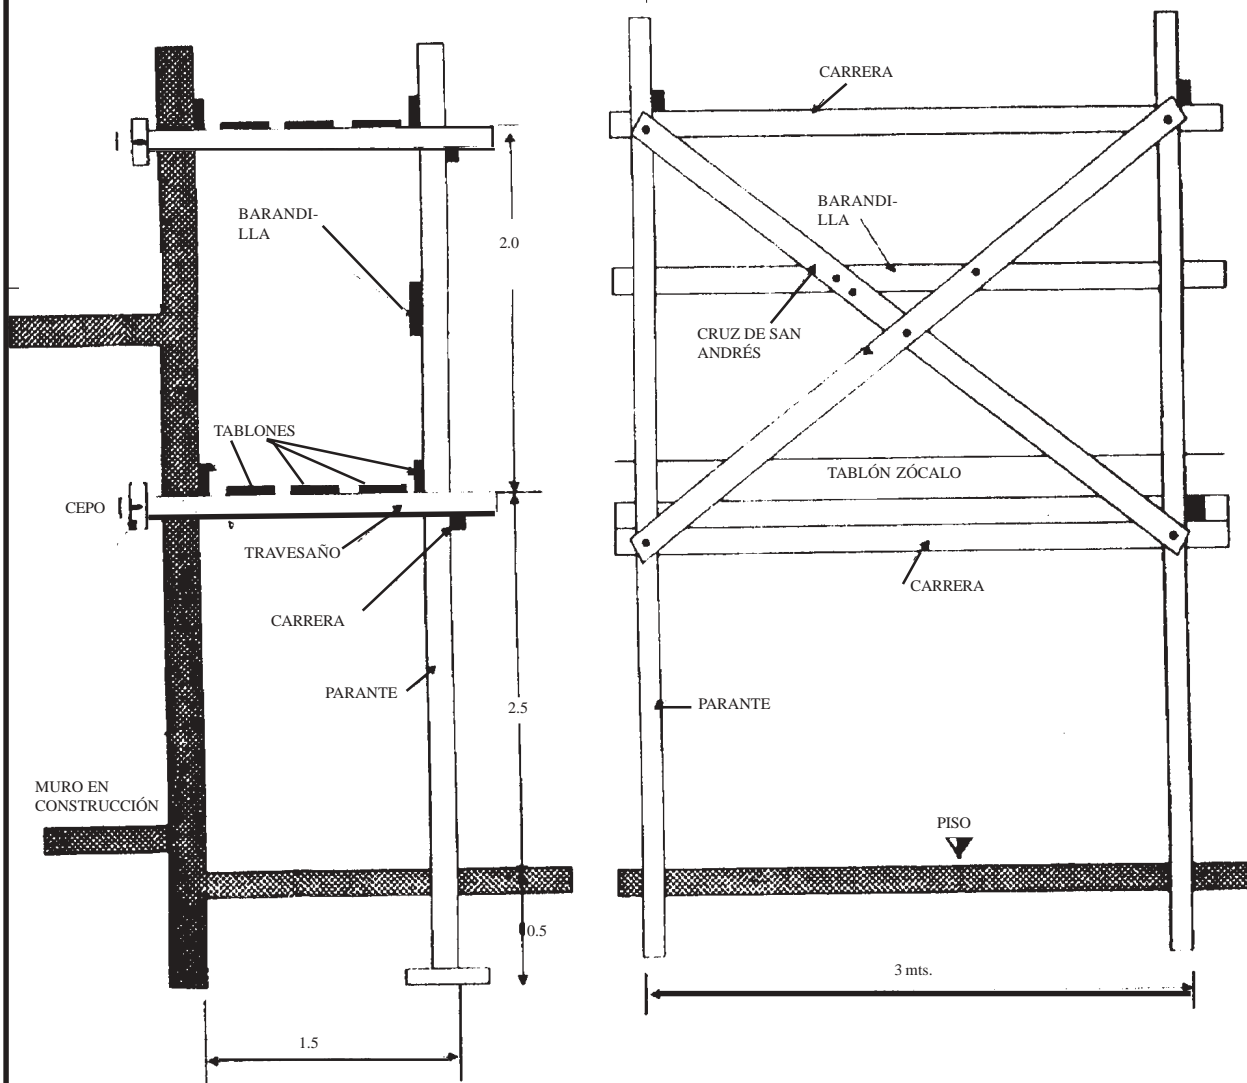 CARRERA
BARANDI-
LLA
2.0
BARANDI-
LLA
CRUZ DE SAN
ANDRÉS
TABLONES
TABLÓN ZÓCALO
CEPO
TRAVESAÑO
CARRERA
CARRERA
PARANTE
PARANTE
2.5
MURO EN
CONSTRUCCIÓN
PISO
0.5
3 mts.
1.5